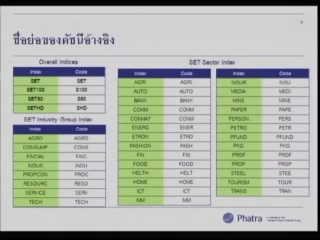 ชื่อย่อของดัชนีอ้างอิง
Overall Indices
Index Code
SET SET
SET100 S100
SET50 S50
SETHD SHD
SET Industry Group Index
Index Code
AGRO AGRO
CONSUMP CONS
FINCIAL FINC
INDUS INDU
PROPCON PROC
RESOURC RESO
SERVICE SERV
TECH TECH
SET Sector Index
Index Code Index Code
AGRI AGRI INSUR INSU
AUTO AUTO MEDIA MEDI
BANK BANK MINE MINE
COMM COMM PAPER PAPE
CONMAT CONM PERSON PERS
ENERG ENER PETRO PETR
ETRON ETRO PFUND PFUN
FASHION FASH PKG PKG
FIN FIN PROF PROF
FOOD FOOD PROP PROP
HELTH HELT STEEL STEE
HOME HOME TOURISM TOUR
ICT ICT TRANS TRAN
MM
Phatra